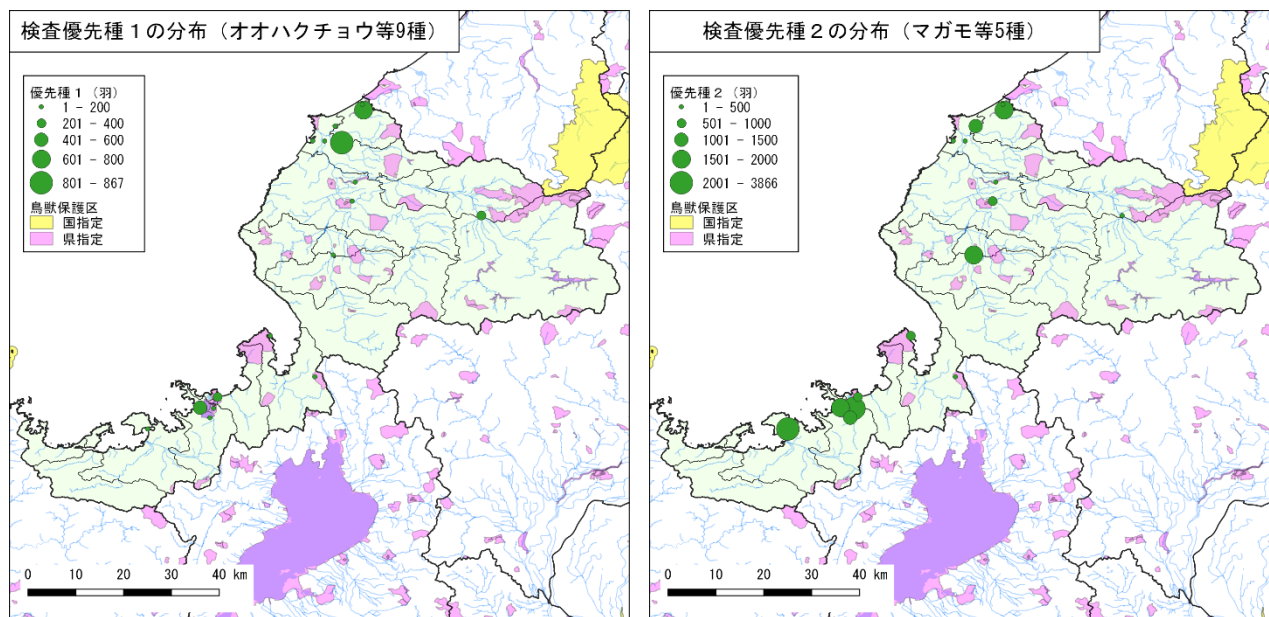 検査優先種１の分布（オオハクチョウ等9種）
優先種１（羽）
1 - 200
201 - 400
401 - 600
601 - 800
801 - 867
鳥獣保護区
国指定
県指定
0 10 20 30 40 km
検査優先種２の分布（マガモ等5種）
優先種２（羽）
1 - 500
501 - 1000
1001 - 1500
1501 - 2000
2001 - 3866
鳥獣保護区
国指定
県指定
0 10 20 30 40 km